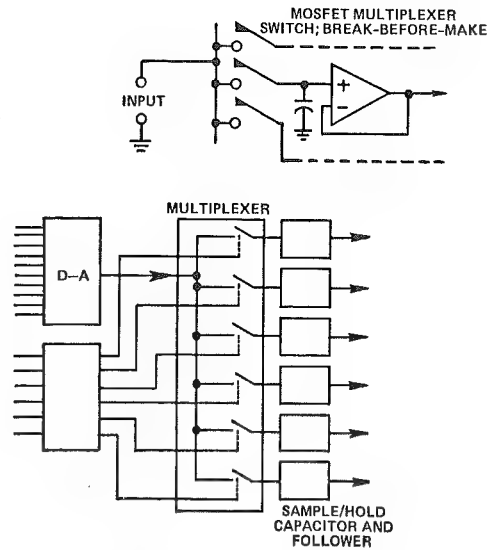 MOSFET MULTIPLEXER
SWITCH; BREAK-BEFORE-MAKE
INPUT
+
−
MULTIPLEXER
D–A
SAMPLE/HOLD
CAPACITOR AND
FOLLOWER